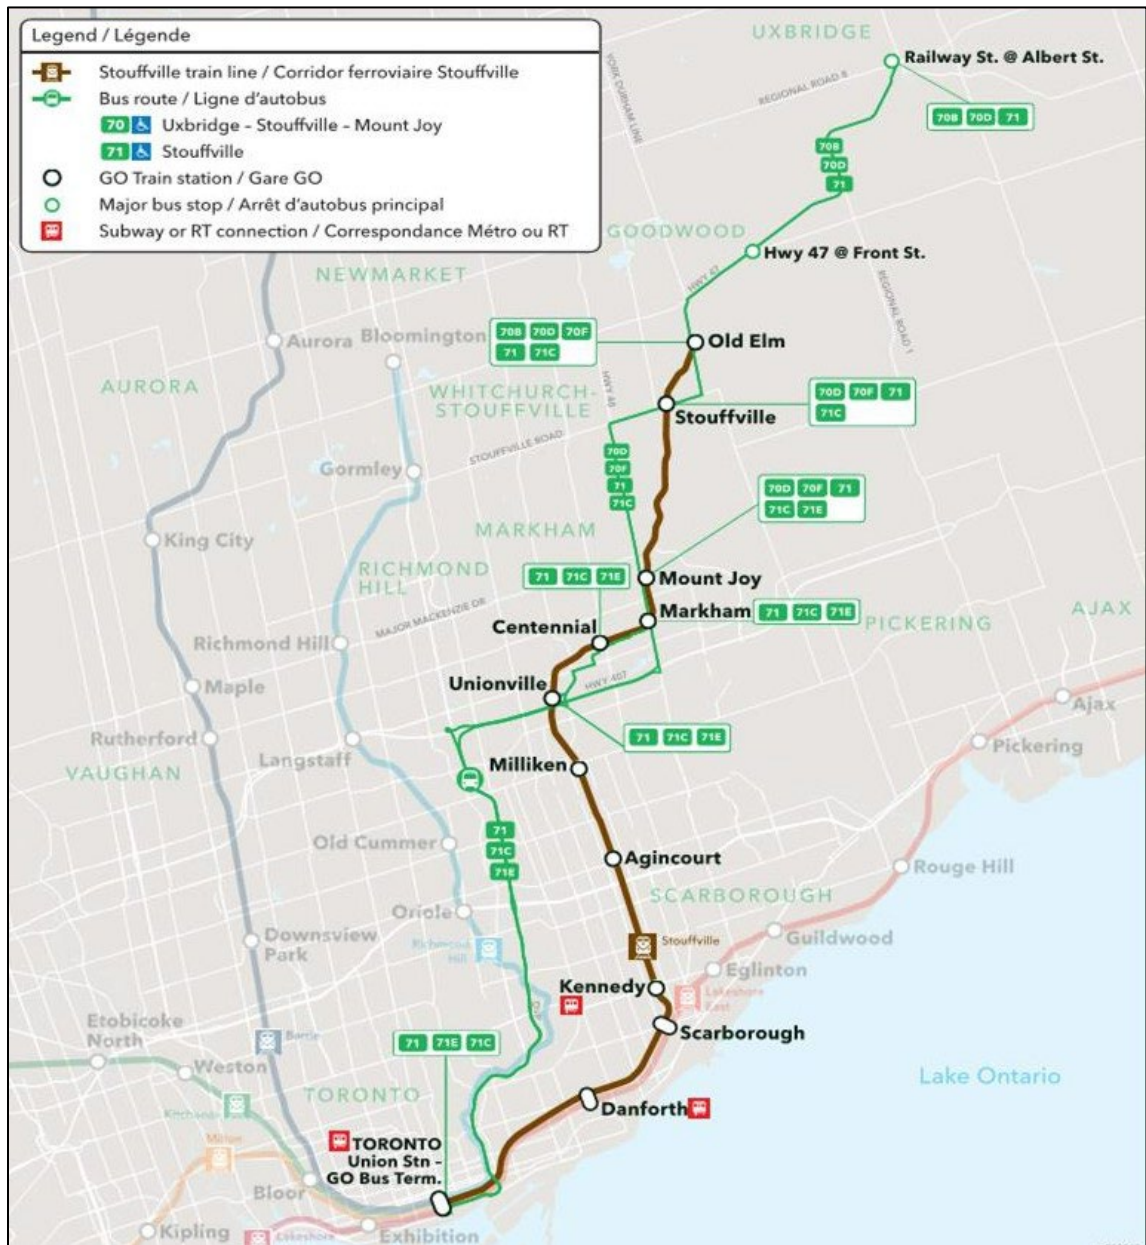 Legend / Légende
Stouffville train line / Corridor ferroviaire Stouffville
Bus route / Ligne d'autobus
70 Uxbridge - Stouffville - Mount Joy
71 Stouffville
GO Train station / Gare GO
Major bus stop / Arrêt d'autobus principal
Subway or RT connection / Correspondance Métro ou RT
UXBRIDGE
Railway St. @ Albert St.
YORK DURHAM LINE
REGIONAL ROAD 8
70B 70D 71
70B
70D
71
GOODWOOD
Hwy 47 @ Front St.
NEWMARKET
HWY 47
REGIONAL ROAD 1
Aurora
Bloomington
70B 70D 70F
71 71C
Old Elm
AURORA
WHITCHURCH-
STOUFFVILLE
HWY 48
70D 70F 71
71C
Stouffville
STOUFFVILLE ROAD
Gormley
70D
70F
71
71C
70D 70F 71
71C 71E
MARKHAM
King City
RICHMOND
HILL
71 71C 71E
Mount Joy
MAJOR MACKENZIE DR
Markham
71 71C 71E
AJAX
PICKERING
Centennial
Richmond Hill
Maple
Unionville
HWY 407
Ajax
Rutherford
71 71C 71E
Pickering
Langstaff
VAUGHAN
Milliken
71
71C
71E
Old Cummer
Agincourt
Rouge Hill
SCARBOROUGH
Oriole
Downsview
Park
Richmond
Hill
Stouffville
Guildwood
Eglinton
Kennedy
Lakeshore
East
Etobicoke
North
Barrie
71 71E 71C
Scarborough
Weston
Lake Ontario
TORONTO
Kitchener
Danforth
Milton
TORONTO
Union Stn -
GO Bus Term.
Bloor
Kipling
Lakeshore
Exhibition